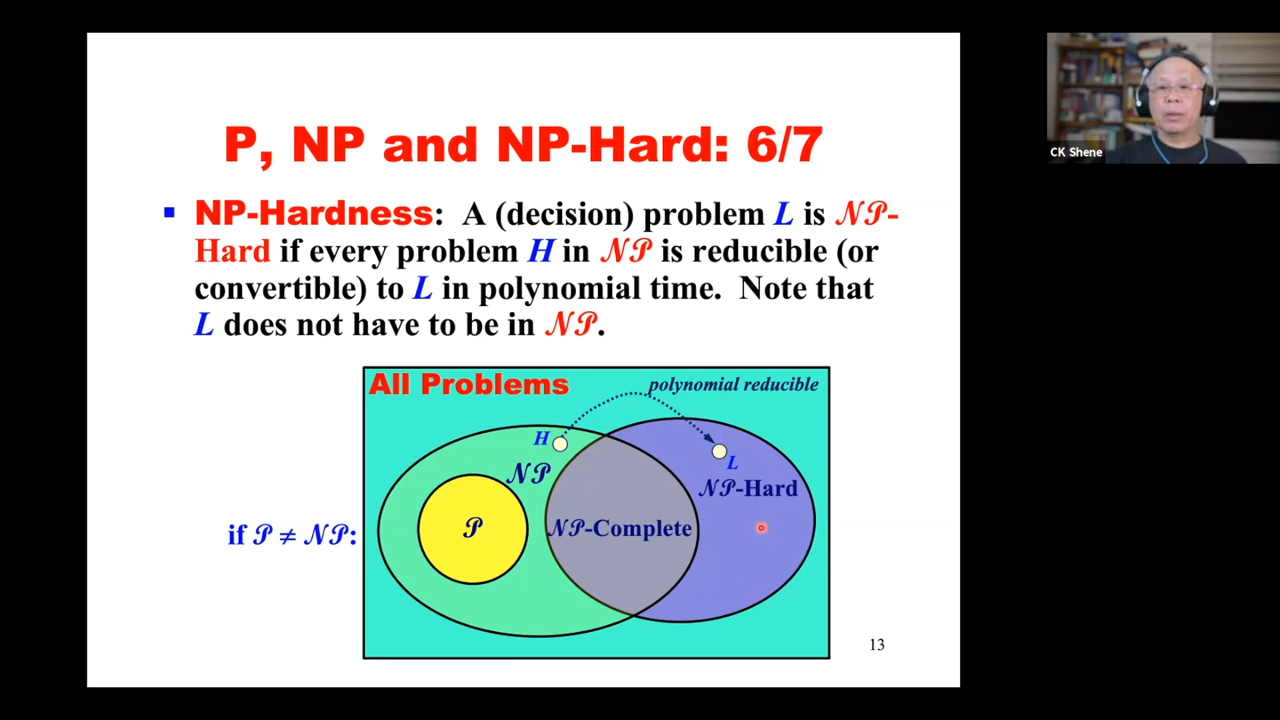 P, NP and NP-Hard: 6/7
▪ NP-Hardness: A (decision) problem L is 𝒩𝒫-
Hard if every problem H in 𝒩𝒫 is reducible (or
convertible) to L in polynomial time. Note that
L does not have to be in 𝒩𝒫.
All Problems
polynomial reducible
H
L
𝒩𝒫
𝒩𝒫-Hard
if 𝒫 ≠ 𝒩𝒫:
𝒫
𝒩𝒫-Complete
13
CK Shene